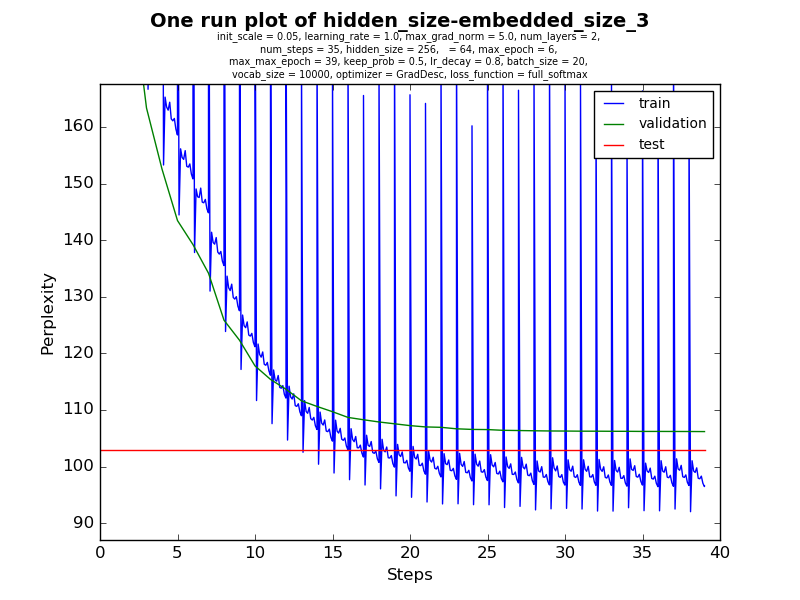 One run plot of hidden_size-embedded_size_3
init_scale = 0.05, learning_rate = 1.0, max_grad_norm = 5.0, num_layers = 2,
num_steps = 35, hidden_size = 256,   = 64, max_epoch = 6,
max_max_epoch = 39, keep_prob = 0.5, lr_decay = 0.8, batch_size = 20,
vocab_size = 10000, optimizer = GradDesc, loss_function = full_softmax
train
validation
test
Perplexity
160
150
140
130
120
110
100
90
0 5 10 15 20 25 30 35 40
Steps